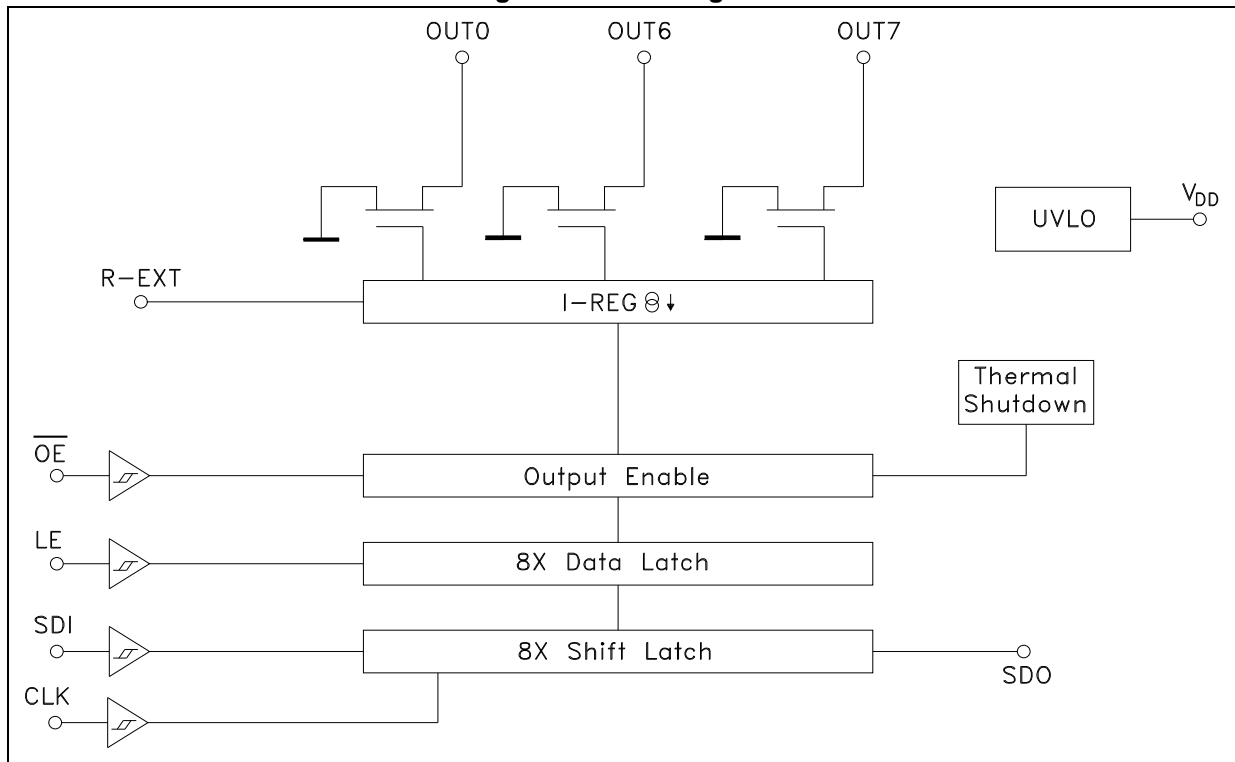 OUT0 OUT6 OUT7
UVLO
VDD
R-EXT
I-REG
Thermal
Shutdown
OE
Output Enable
LE
8X Data Latch
SDI
8X Shift Latch
SDO
CLK